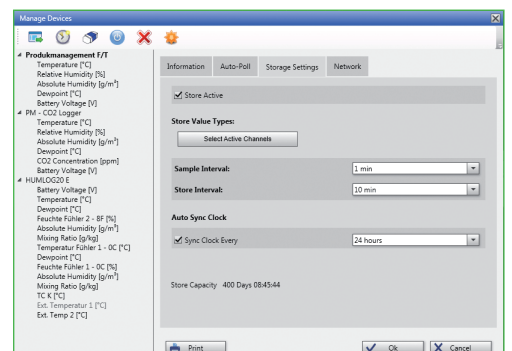 Manage Devices
Produkmanagement F/T
Temperature [°C]
Relative Humidity [%]
Absolute Humidity [g/m³]
Dewpoint [°C]
Battery Voltage [V]
PM - CO2 Logger
Temperature [°C]
Relative Humidity [%]
Absolute Humidity [g/m³]
Dewpoint [°C]
CO2 Concentration [ppm]
Battery Voltage [V]
HUMLOG20 E
Battery Voltage [V]
Temperature [°C]
Dewpoint [°C]
Feuchte Fühler 2 - 8F [%]
Absolute Humidity [g/m³]
Mixing Ratio [g/kg]
Temperatur Fühler 1 - 0C [°C]
Dewpoint [°C]
Feuchte Fühler 1 - 0C [%]
Absolute Humidity [g/m³]
Mixing Ratio [g/kg]
TC K [°C]
Ext. Temperatur 1 [°C]
Ext. Temp 2 [°C]
Information Auto-Poll Storage Settings Network
Store Active
Store Value Types:
Select Active Channels
Sample Interval: 1 min
Store Interval: 10 min
Auto Sync Clock
Sync Clock Every 24 hours
Store Capacity 400 Days 08:45:44
Print Ok Cancel